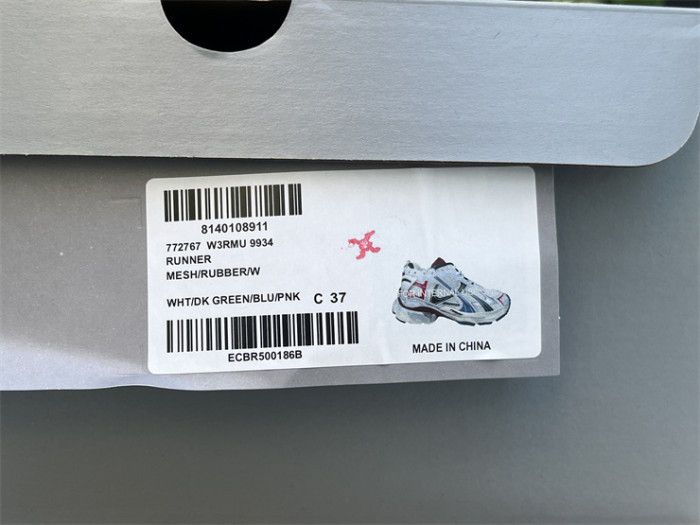 8140108911
772767 W3RMU 9934
RUNNER
MESH/RUBBER/W
WHT/DK GREEN/BLU/PNK C 37
ECBR500186B
MADE IN CHINA